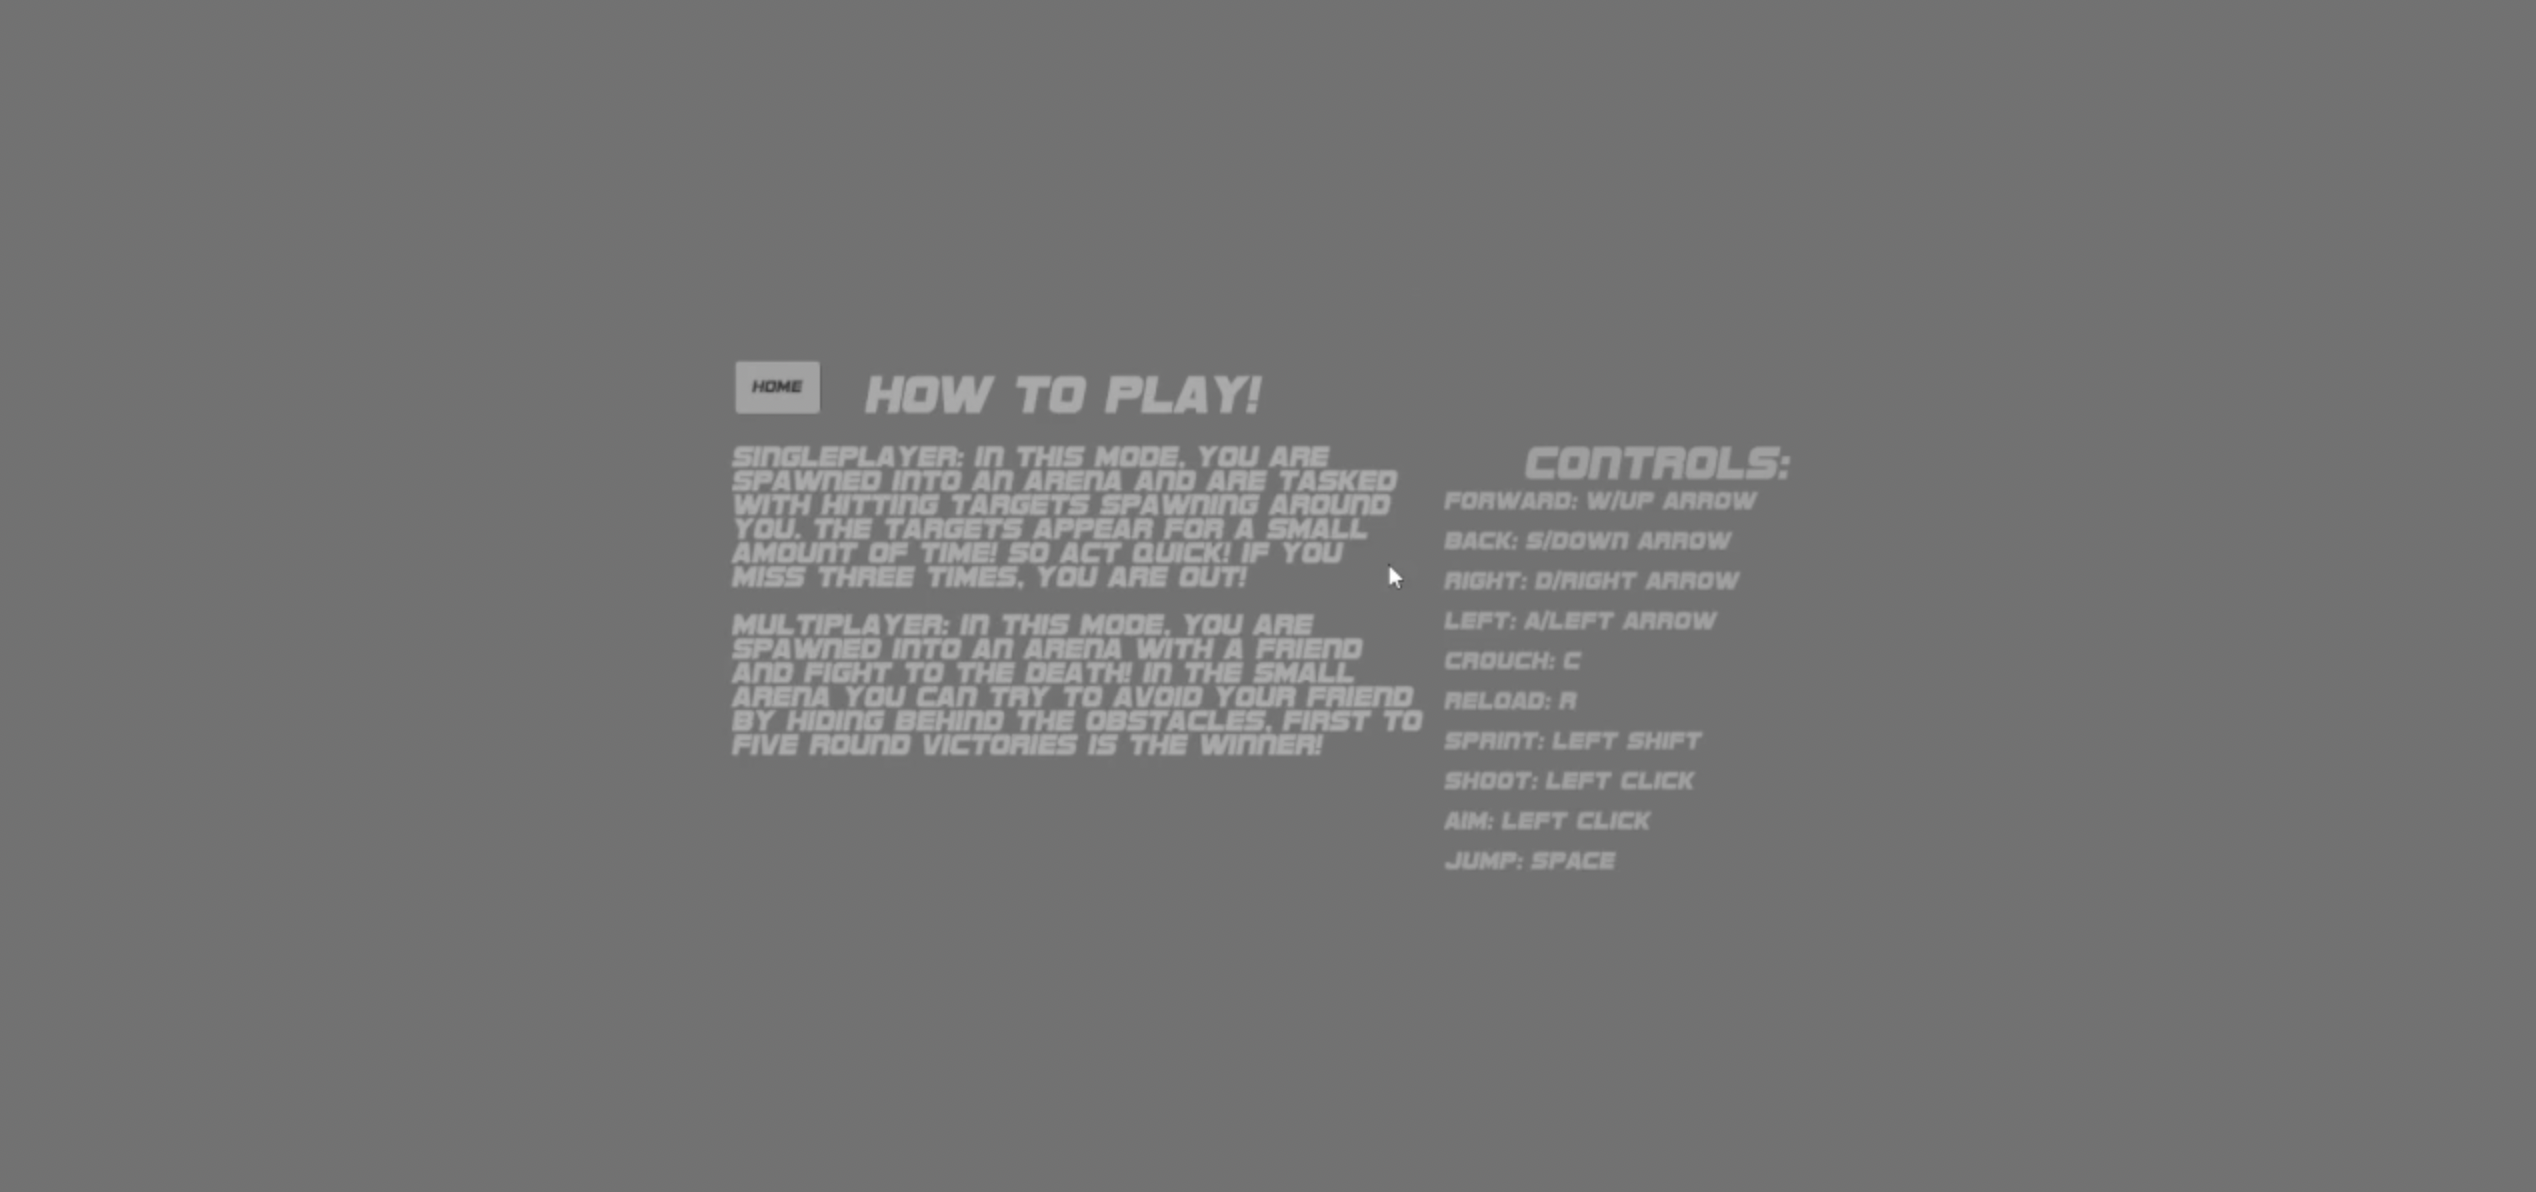 HOME
HOW TO PLAY!
SINGLEPLAYER: IN THIS MODE, YOU ARE
SPAWNED INTO AN ARENA AND ARE TASKED
WITH HITTING TARGETS SPAWNING AROUND
YOU. THE TARGETS APPEAR FOR A SMALL
AMOUNT OF TIME! SO ACT QUICK! IF YOU
MISS THREE TIMES, YOU ARE OUT!
MULTIPLAYER: IN THIS MODE, YOU ARE
SPAWNED INTO AN ARENA WITH A FRIEND
AND FIGHT TO THE DEATH! IN THE SMALL
ARENA YOU CAN TRY TO AVOID YOUR FRIEND
BY HIDING BEHIND THE OBSTACLES, FIRST TO
FIVE ROUND VICTORIES IS THE WINNER!
CONTROLS:
FORWARD: W/UP ARROW
BACK: S/DOWN ARROW
RIGHT: D/RIGHT ARROW
LEFT: A/LEFT ARROW
CROUCH: C
RELOAD: R
SPRINT: LEFT SHIFT
SHOOT: LEFT CLICK
AIM: LEFT CLICK
JUMP: SPACE